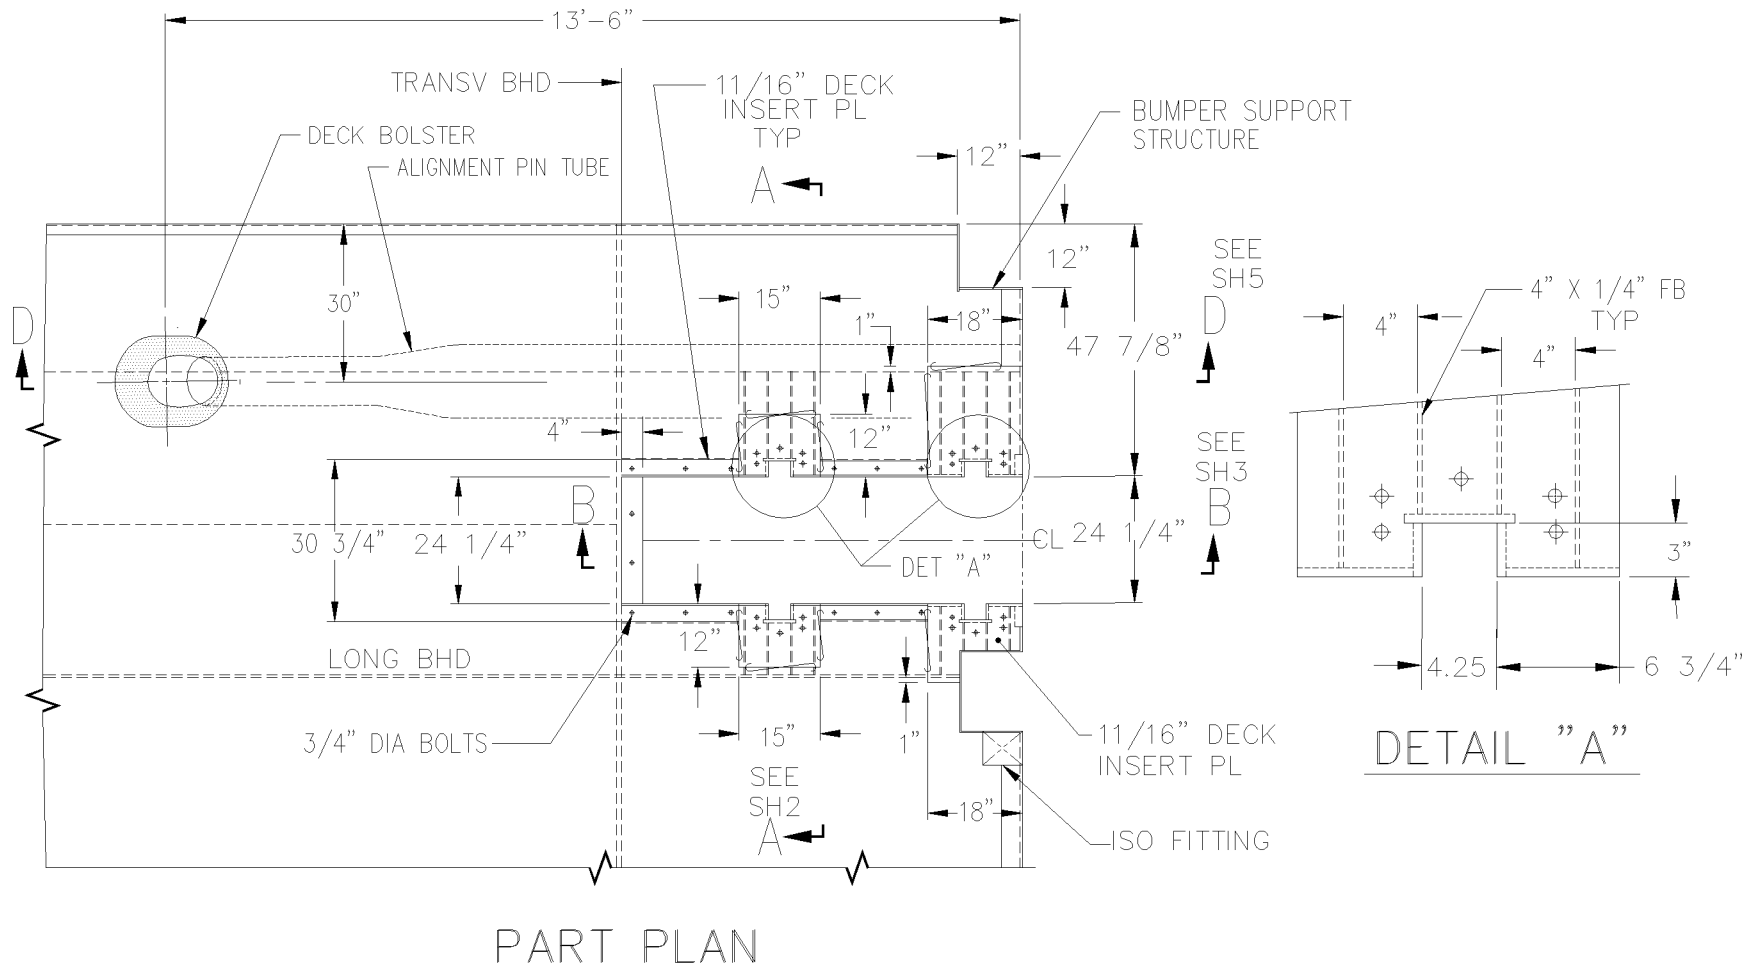 13'-6"
TRANSV BHD
11/16" DECK
INSERT PL
TYP
BUMPER SUPPORT
STRUCTURE
DECK BOLSTER
ALIGNMENT PIN TUBE
12"
A
12"
SEE
SH5
D
D
30"
15"
1"
18"
47 7/8"
4" X 1/4" FB
TYP
4"
4"
4"
12"
SEE
SH3
B
B
30 3/4"
24 1/4"
CL
24 1/4"
DET "A"
3"
12"
LONG BHD
4.25
6 3/4"
3/4" DIA BOLTS
15"
1"
11/16" DECK
INSERT PL
DETAIL "A"
SEE
SH2
A
18"
ISO FITTING
PART PLAN